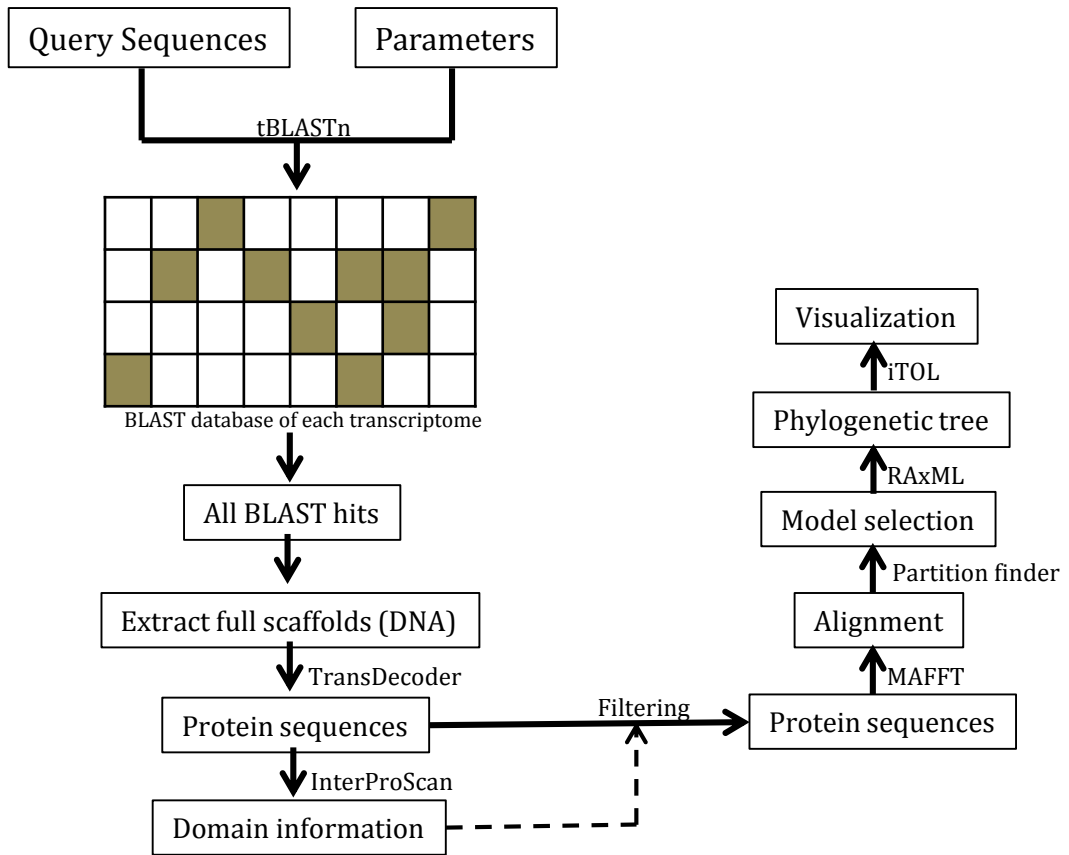 Query Sequences
Parameters
tBLASTn
BLAST database of each transcriptome
All BLAST hits
Extract full scaffolds (DNA)
TransDecoder
Protein sequences
InterProScan
Domain information
Filtering
Protein sequences
MAFFT
Alignment
Partition finder
Model selection
RAxML
Phylogenetic tree
iTOL
Visualization